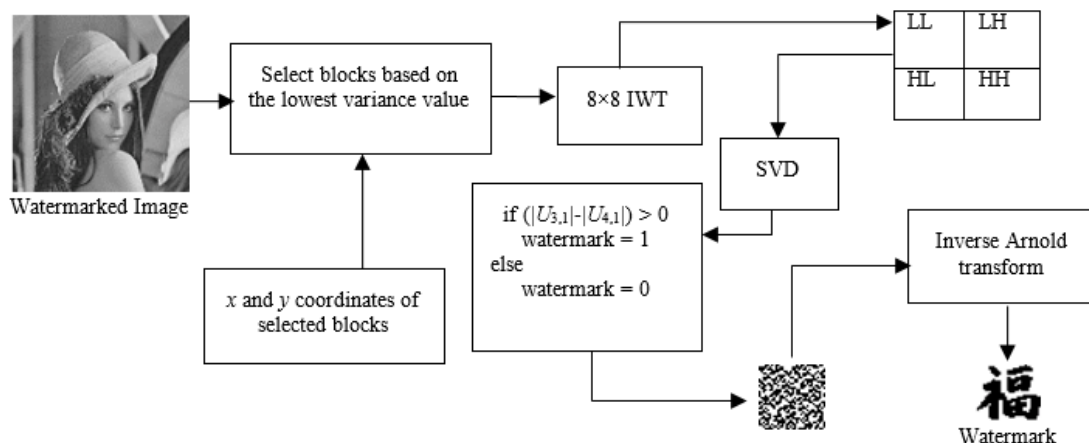 Watermarked Image
Select blocks based on
the lowest variance value
x and y coordinates of
selected blocks
8×8 IWT
LL LH
HL HH
SVD
if (|U3,1|-|U4,1|) > 0
watermark = 1
else
watermark = 0
Inverse Arnold
transform
福
Watermark